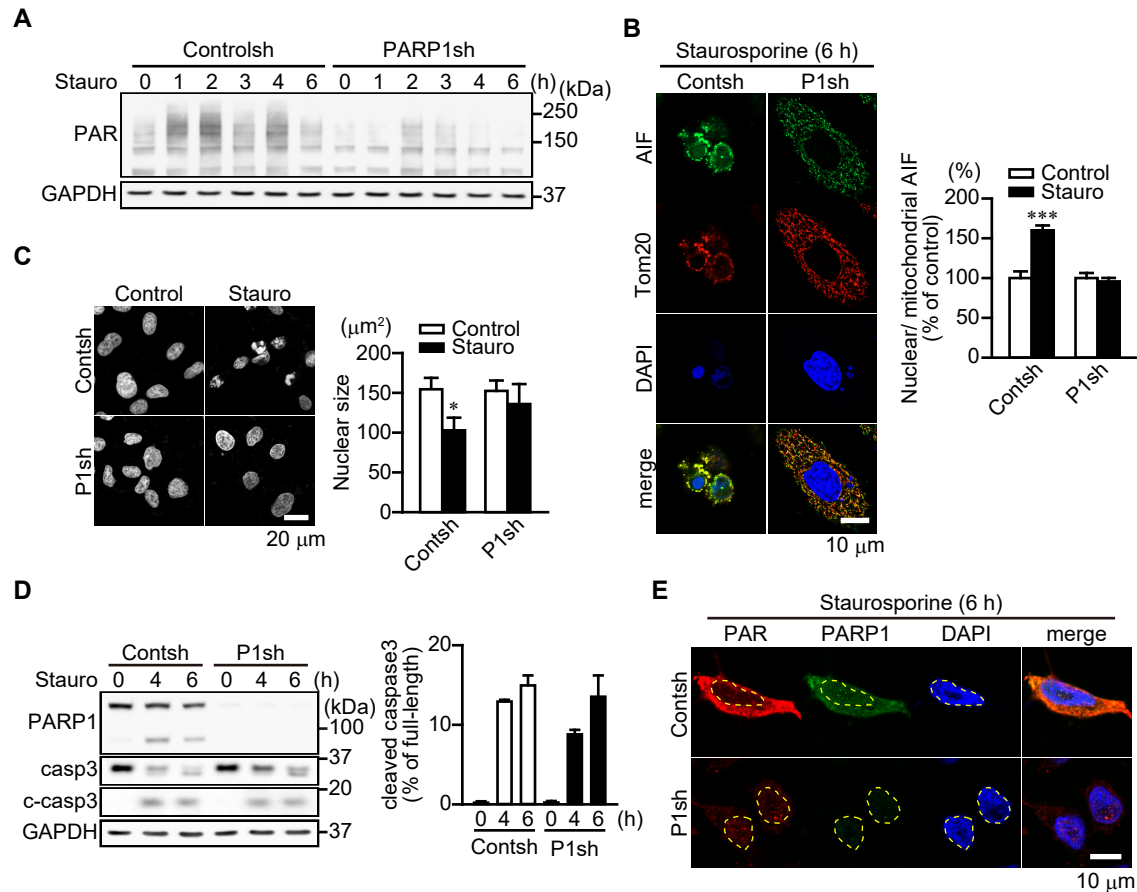 A
Controlsh PARP1sh
Stauro 0 1 2 3 4 6 0 1 2 3 4 6 (h) (kDa)
PAR
250
150
GAPDH
37
B
Staurosporine (6 h)
Contsh P1sh
AIF
Tom20
DAPI
merge
10 μm
(%)
Control
Stauro
Nuclear/ mitochondrial AIF
(% of control)
200
150
100
50
0
***
Contsh
P1sh
C
Control Stauro
Contsh
P1sh
20 μm
(μm²)
Control
Stauro
Nuclear size
200
150
100
50
0
*
Contsh
P1sh
D
Contsh P1sh
Stauro 0 4 6 0 4 6 (h)
(kDa)
PARP1
100
37
casp3
20
c-casp3
GAPDH
37
cleaved caspase3
(% of full-length)
20
10
0
0 4 6 0 4 6 (h)
Contsh P1sh
E
Staurosporine (6 h)
PAR PARP1 DAPI merge
Contsh
P1sh
10 μm